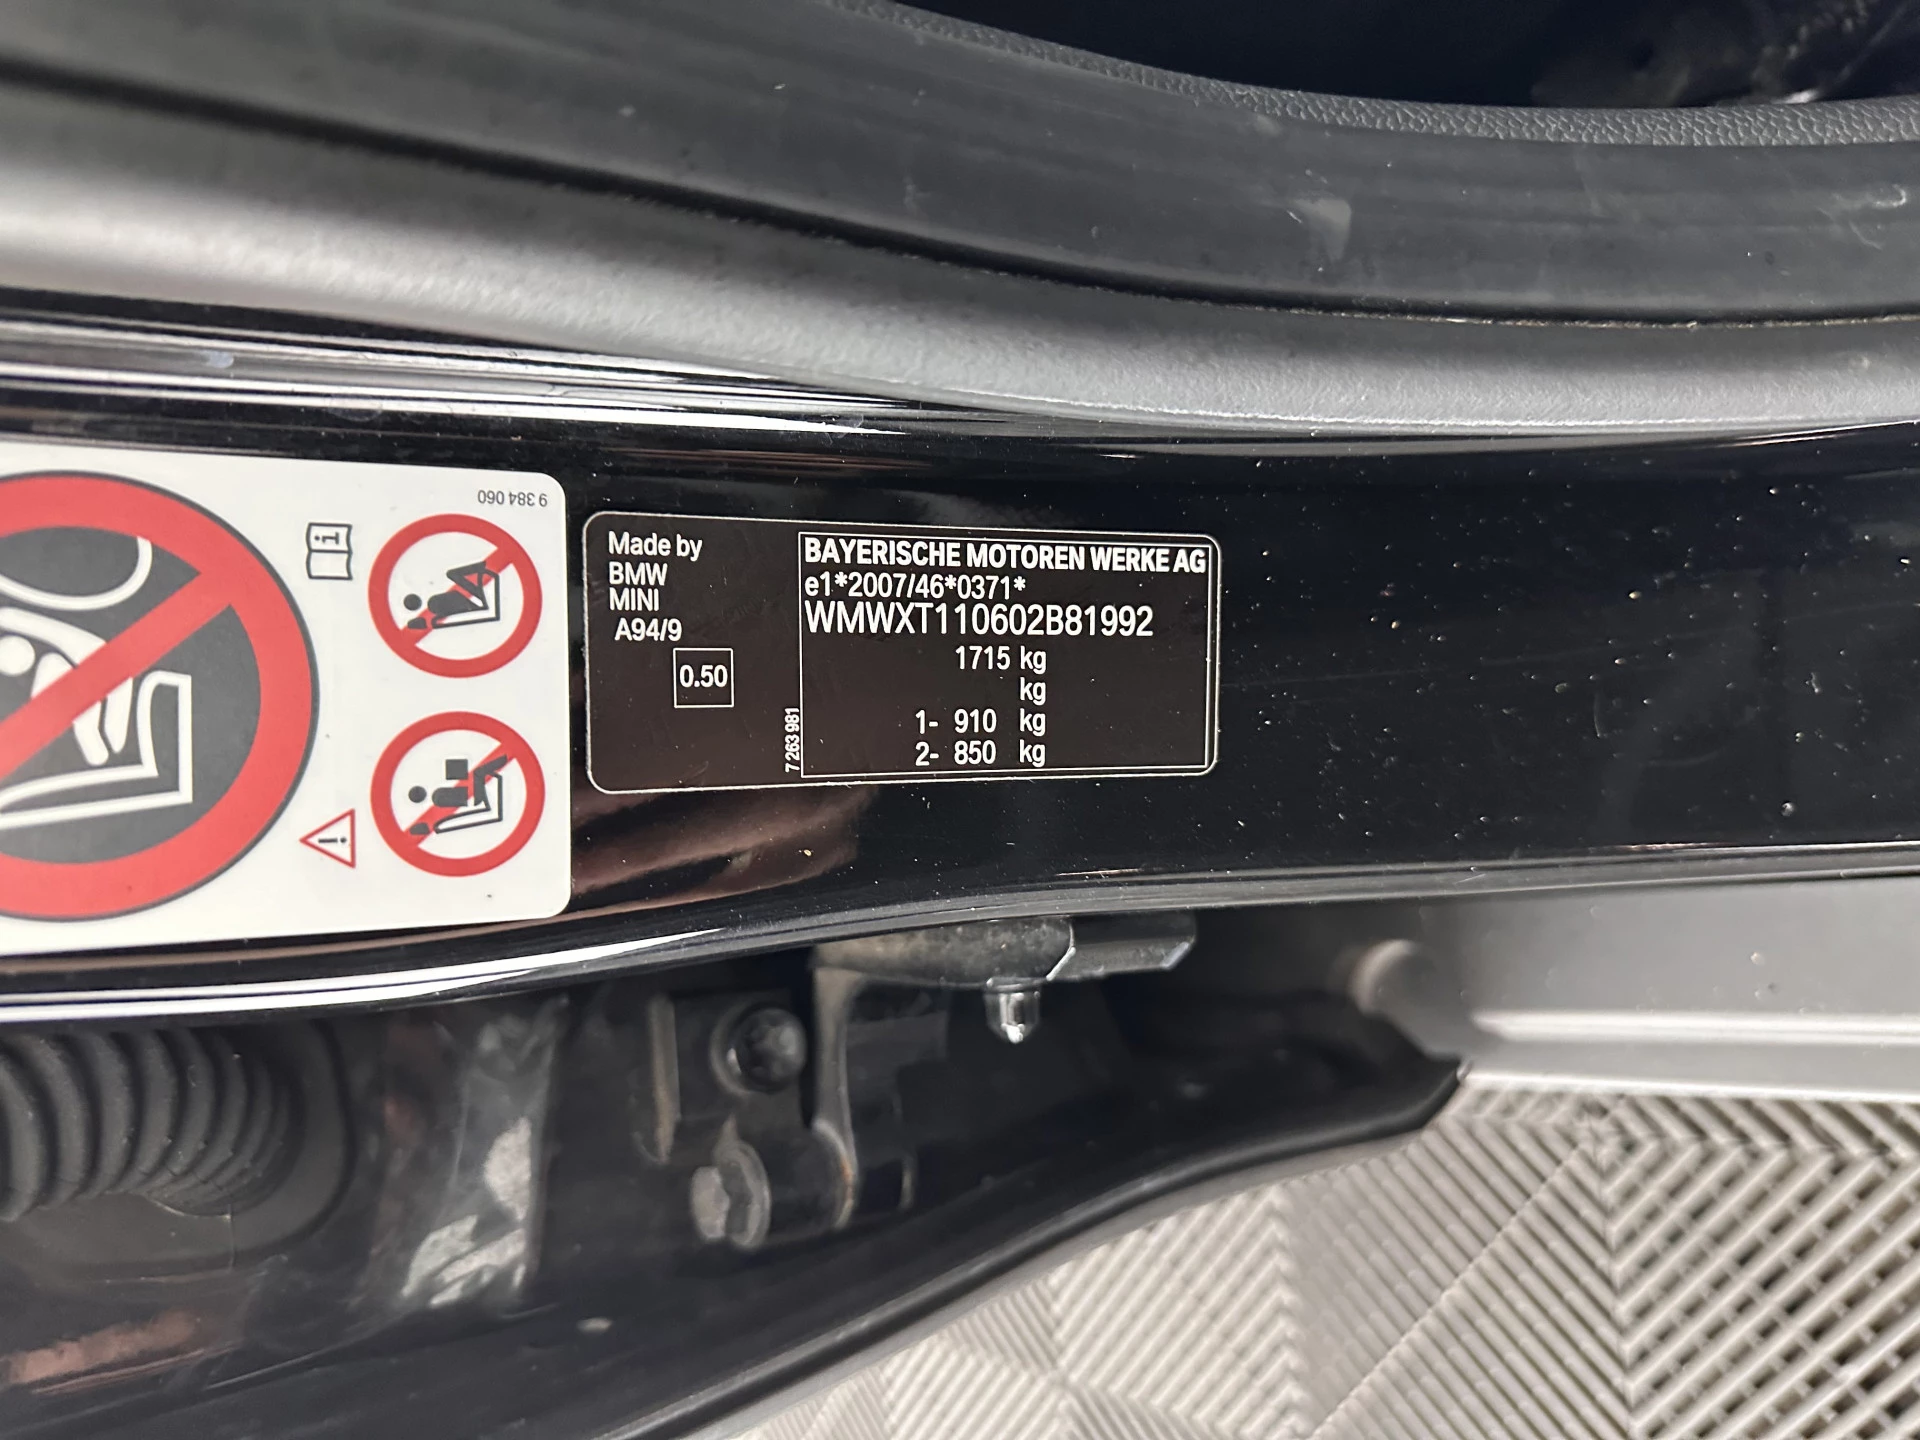 9 384 060
Made by
BMW
MINI
A94/9
0.50
7 263 981
BAYERISCHE MOTOREN WERKE AG
e1*2007/46*0371*
WMWXT110602B81992
1715 kg
kg
1- 910 kg
2- 850 kg